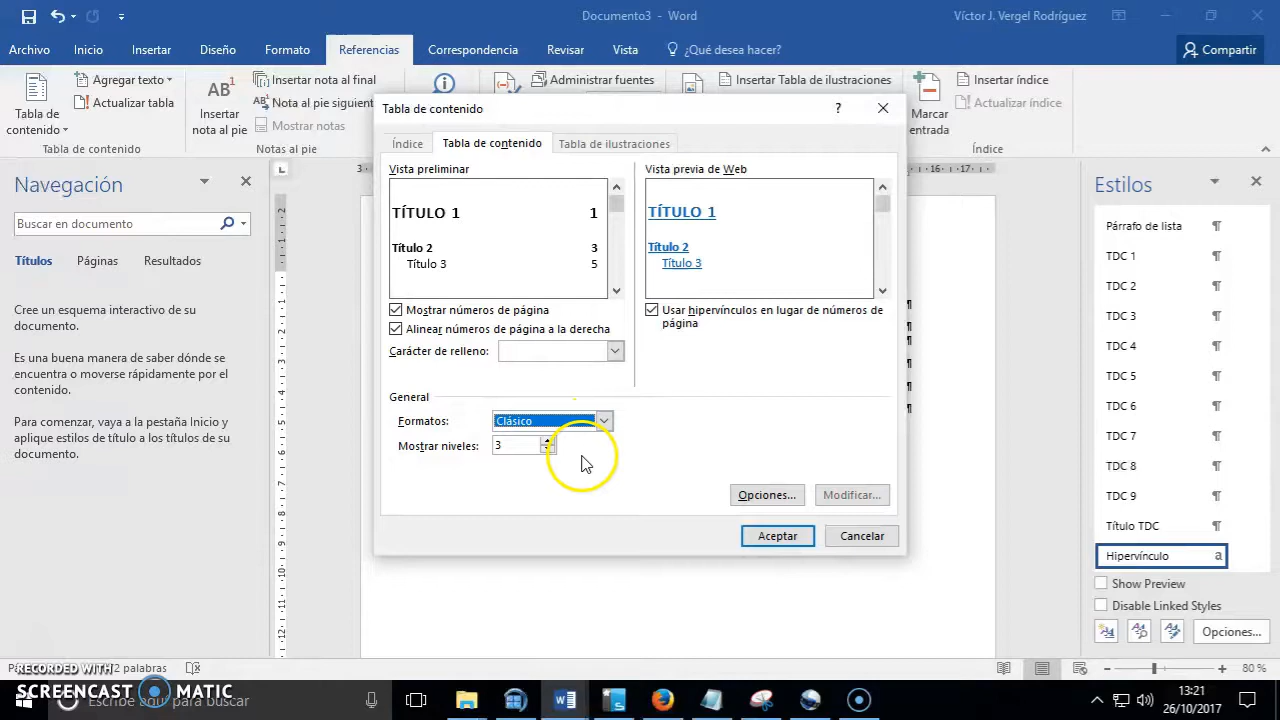 Documento3 - Word
Víctor J. Vergel Rodríguez
Archivo
Inicio
Insertar
Diseño
Formato
Referencias
Correspondencia
Revisar
Vista
¿Qué desea hacer?
Compartir
Tabla de
contenido
Agregar texto
Actualizar tabla
Tabla de contenido
AB1
Insertar
nota al pie
Insertar nota al final
Nota al pie siguien
Mostrar notas
Notas al pie
Administrar fuentes
Insertar Tabla de ilustraciones
Marcar
entrada
Insertar índice
Actualizar índice
Índice
Navegación
Buscar en documento
Títulos
Páginas
Resultados
Cree un esquema interactivo de su
documento.
Es una buena manera de saber dónde se
encuentra o moverse rápidamente por el
contenido.
Para comenzar, vaya a la pestaña Inicio y
aplique estilos de título a los títulos de su
documento.
Tabla de contenido
Índice
Tabla de contenido
Tabla de ilustraciones
Vista preliminar
TÍTULO 1 1
Título 2 3
Título 3 5
Mostrar números de página
Alinear números de página a la derecha
Carácter de relleno:
Vista previa de Web
TÍTULO 1
Título 2
Título 3
Usar hipervínculos en lugar de números de
página
General
Formatos: Clásico
Mostrar niveles: 3
Opciones...
Modificar...
Aceptar
Cancelar
Estilos
Párrafo de lista ¶
TDC 1 ¶
TDC 2 ¶
TDC 3 ¶
TDC 4 ¶
TDC 5 ¶
TDC 6 ¶
TDC 7 ¶
TDC 8 ¶
TDC 9 ¶
Título TDC ¶
Hipervínculo a
Show Preview
Disable Linked Styles
Opciones...
palabras
80 %
RECORDED WITH
SCREENCAST MATIC
Escribe aquí para buscar
13:21
26/10/2017